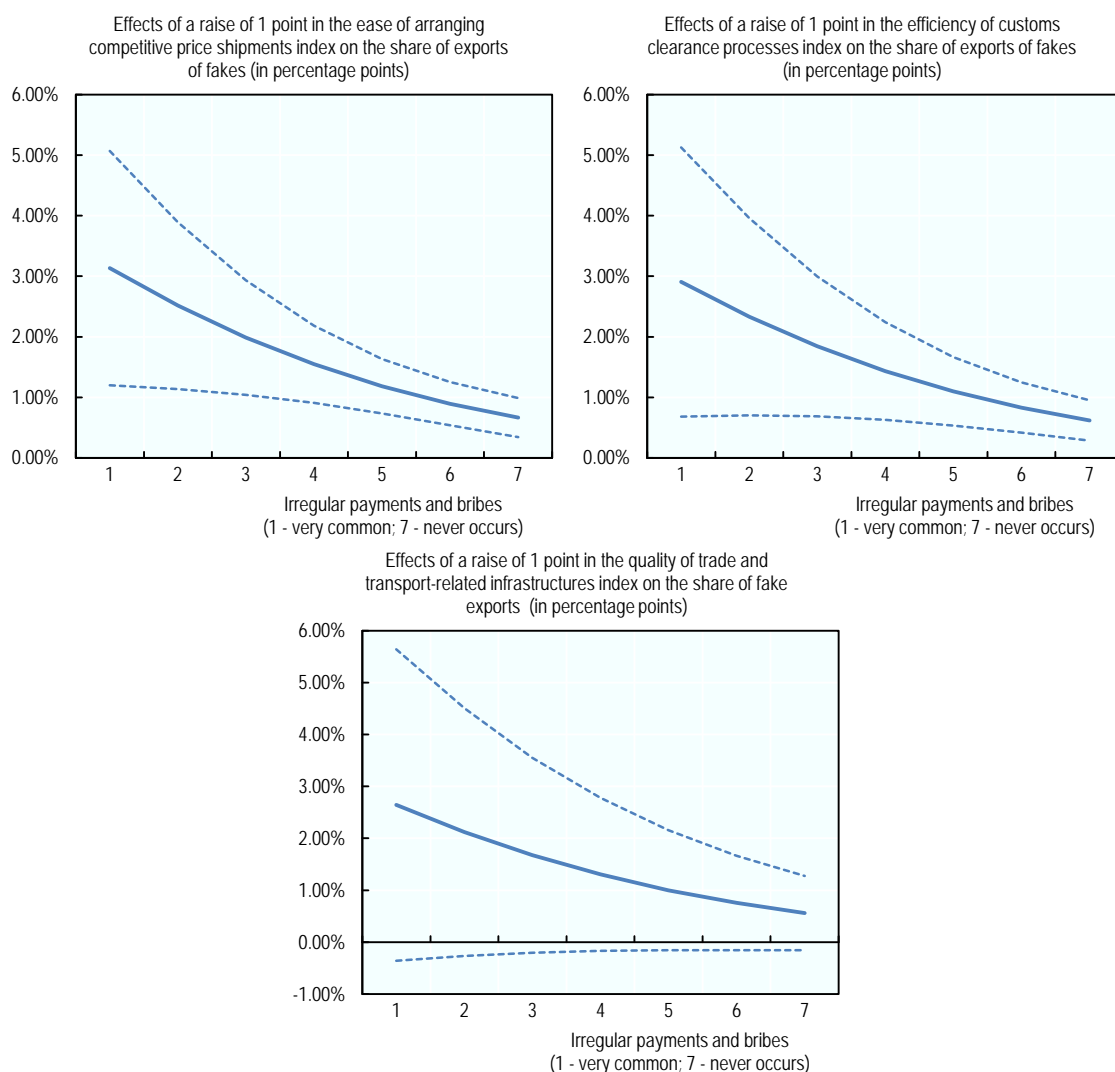 Effects of a raise of 1 point in the ease of arranging
competitive price shipments index on the share of exports
of fakes (in percentage points)
6.00%
5.00%
4.00%
3.00%
2.00%
1.00%
0.00%
1 2 3 4 5 6 7
Irregular payments and bribes
(1 - very common; 7 - never occurs)
Effects of a raise of 1 point in the efficiency of customs
clearance processes index on the share of exports of fakes
(in percentage points)
6.00%
5.00%
4.00%
3.00%
2.00%
1.00%
0.00%
1 2 3 4 5 6 7
Irregular payments and bribes
(1 - very common; 7 - never occurs)
Effects of a raise of 1 point in the quality of trade and
transport-related infrastructures index on the share of fake
exports (in percentage points)
6.00%
5.00%
4.00%
3.00%
2.00%
1.00%
0.00%
-1.00%
1 2 3 4 5 6 7
Irregular payments and bribes
(1 - very common; 7 - never occurs)